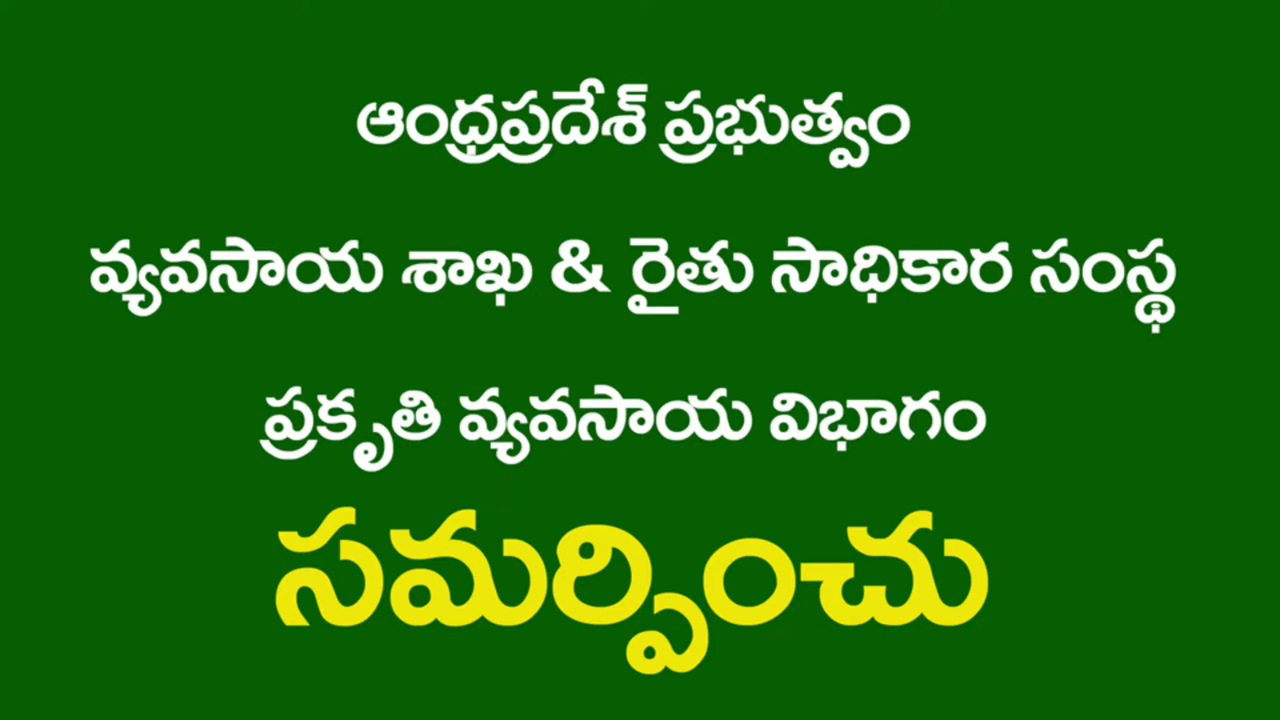 ఆంధ్రప్రదేశ్ ప్రభుత్వం
వ్యవసాయ శాఖ & రైతు సాధికార సంస్థ
ప్రకృతి వ్యవసాయ విభాగం
సమర్పించు